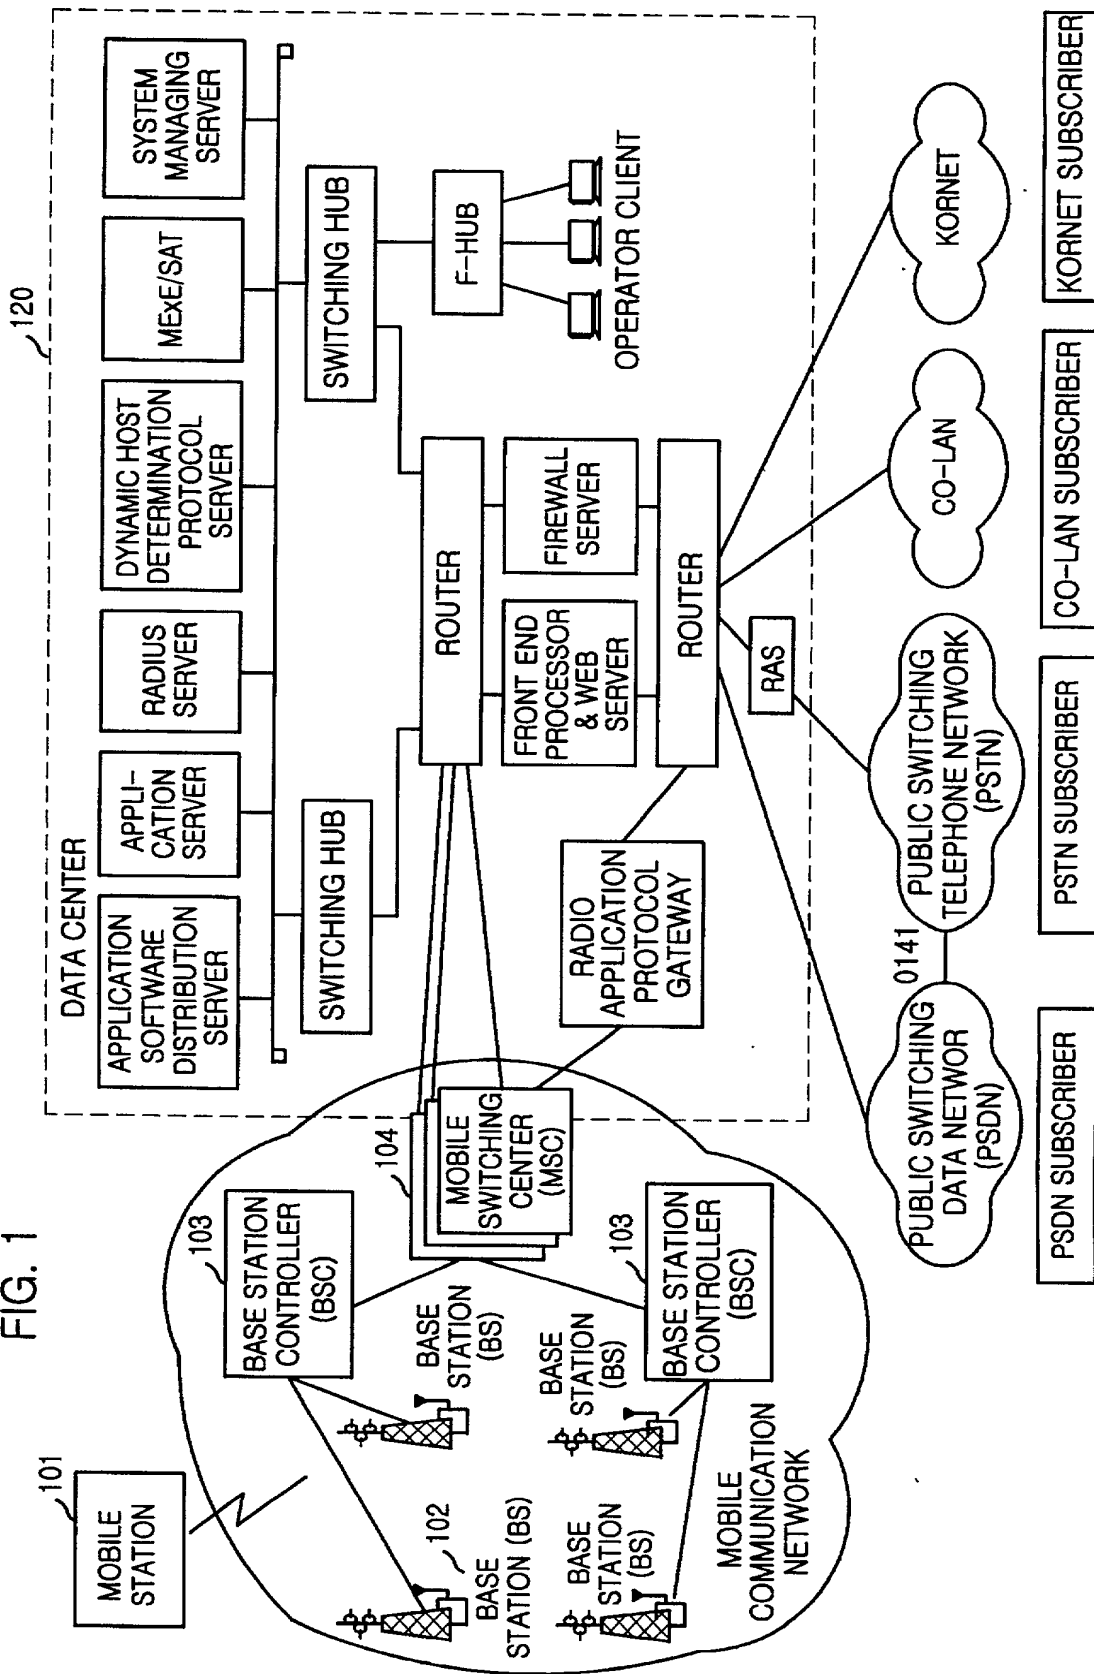 FIG. 1
101
MOBILE
STATION
102
BASE
STATION (BS)
BASE
STATION
(BS)
BASE
STATION
(BS)
BASE
STATION
(BS)
MOBILE
COMMUNICATION
NETWORK
103
BASE STATION
CONTROLLER
(BSC)
103
BASE STATION
CONTROLLER
(BSC)
104
MOBILE
SWITCHING
CENTER
(MSC)
120
DATA CENTER
APPLICATION
SOFTWARE
DISTRIBUTION
SERVER
APPLI-
CATION
SERVER
RADIUS
SERVER
DYNAMIC HOST
DETERMINATION
PROTOCOL
SERVER
MExE/SAT
SYSTEM
MANAGING
SERVER
SWITCHING HUB
SWITCHING HUB
F-HUB
OPERATOR CLIENT
ROUTER
FRONT END
PROCESSOR
& WEB
SERVER
FIREWALL
SERVER
ROUTER
RADIO
APPLICATION
PROTOCOL
GATEWAY
RAS
PUBLIC SWITCHING
DATA NETWOR
(PSDN)
0141
PUBLIC SWITCHING
TELEPHONE NETWORK
(PSTN)
CO-LAN
KORNET
PSDN SUBSCRIBER
PSTN SUBSCRIBER
CO-LAN SUBSCRIBER
KORNET SUBSCRIBER